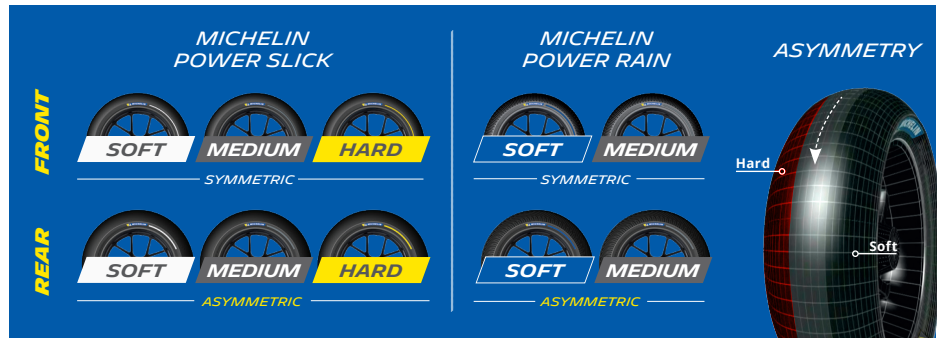 MICHELIN
POWER SLICK
MICHELIN
POWER RAIN
ASYMMETRY
FRONT
SOFT
MEDIUM
HARD
SYMMETRIC
SOFT
MEDIUM
SYMMETRIC
REAR
SOFT
MEDIUM
HARD
ASYMMETRIC
SOFT
MEDIUM
ASYMMETRIC
MICHELIN
Hard
Soft